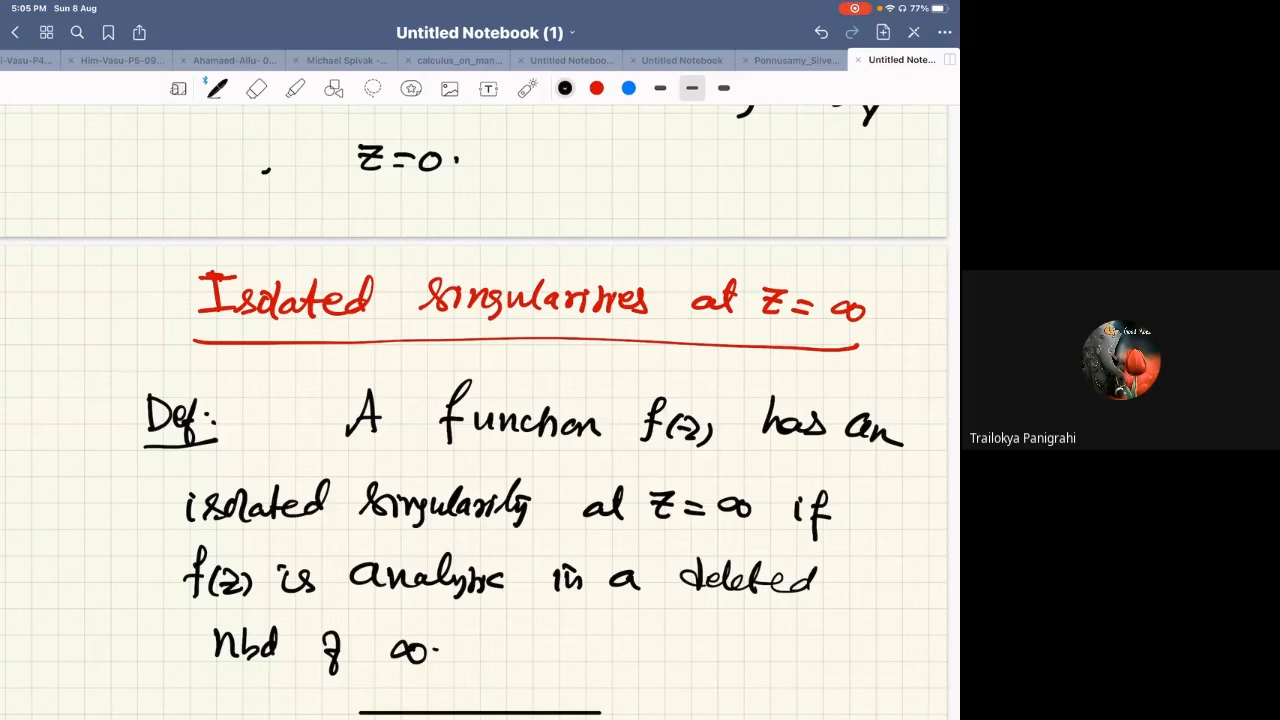 5:05 PM Sun 8 Aug
77%
Untitled Notebook (1)
i-Vasu-P4...
Him-Vasu-P5-09...
Ahamaed-Allu- 0...
Michael Spivak -...
calculus_on_man...
Untitled Noteboo...
Untitled Notebook
Ponnusamy_Silve...
Untitled Note...
z=0.
Isolated singularities at z = ∞
Def: A function f(z) has an
isolated singularity at z = ∞ if
f(z) is analytic in a deleted
nbd of ∞.
Trailokya Panigrahi